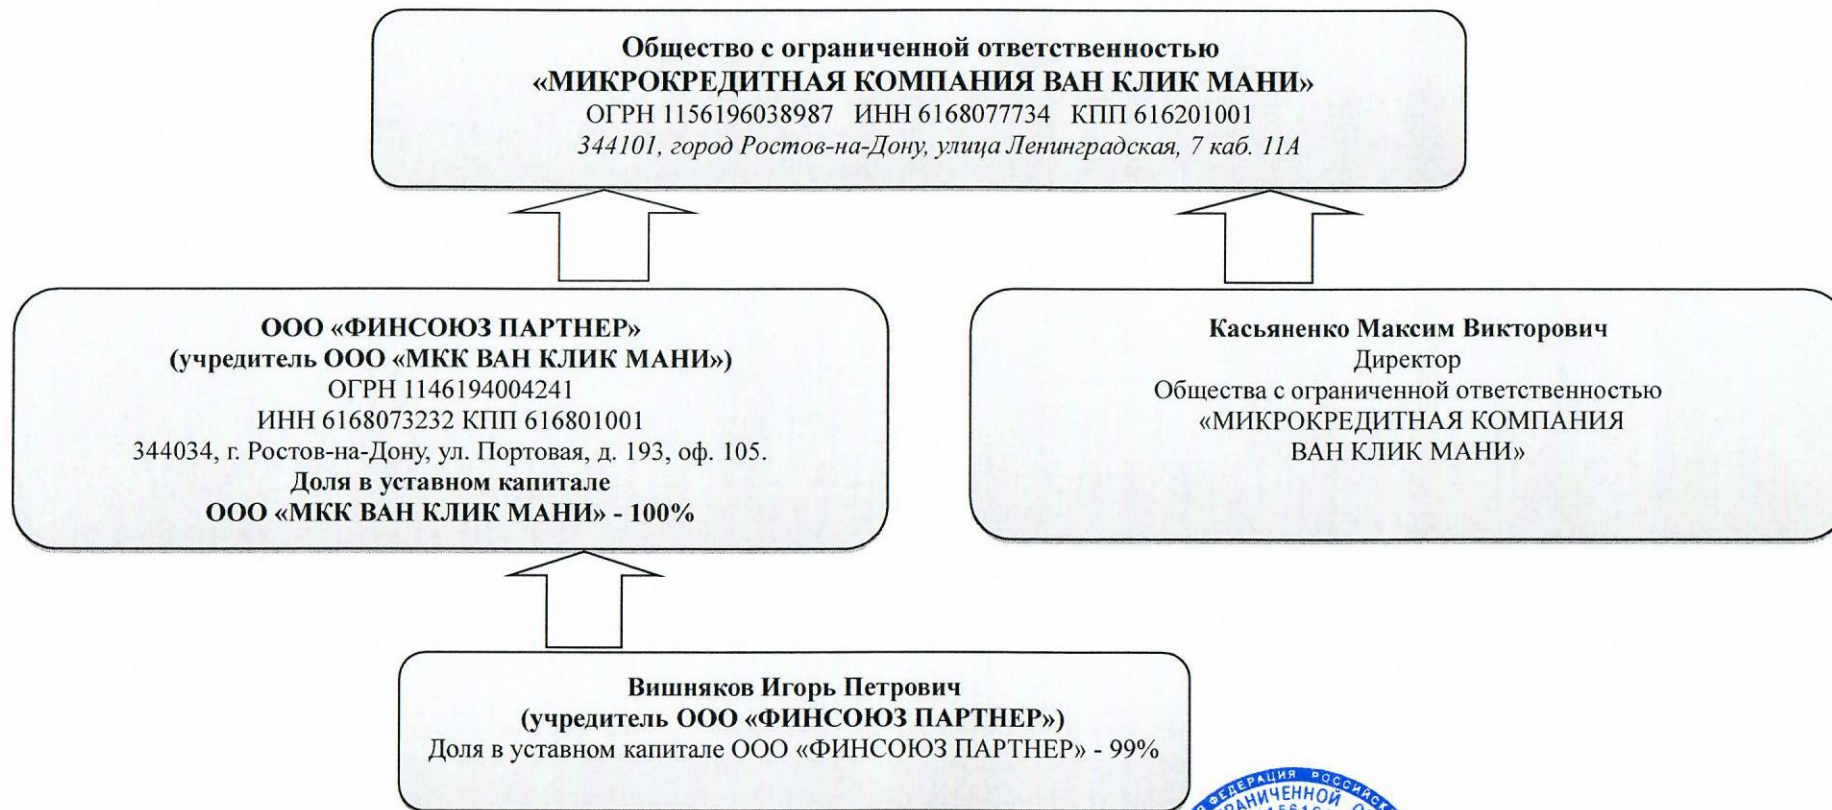 Общество с ограниченной ответственностью
«МИКРОКРЕДИТНАЯ КОМПАНИЯ ВАН КЛИК МАНИ»
ОГРН 1156196038987 ИНН 6168077734 КПП 616201001
344101, город Ростов-на-Дону, улица Ленинградская, 7 каб. 11А
ООО «ФИНСОЮЗ ПАРТНЕР»
(учредитель ООО «МКК ВАН КЛИК МАНИ»)
ОГРН 1146194004241
ИНН 6168073232 КПП 616801001
344034, г. Ростов-на-Дону, ул. Портовая, д. 193, оф. 105.
Доля в уставном капитале
ООО «МКК ВАН КЛИК МАНИ» - 100%
Касьяненко Максим Викторович
Директор
Общества с ограниченной ответственностью
«МИКРОКРЕДИТНАЯ КОМПАНИЯ
ВАН КЛИК МАНИ»
Вишняков Игорь Петрович
(учредитель ООО «ФИНСОЮЗ ПАРТНЕР»)
Доля в уставном капитале ООО «ФИНСОЮЗ ПАРТНЕР» - 99%